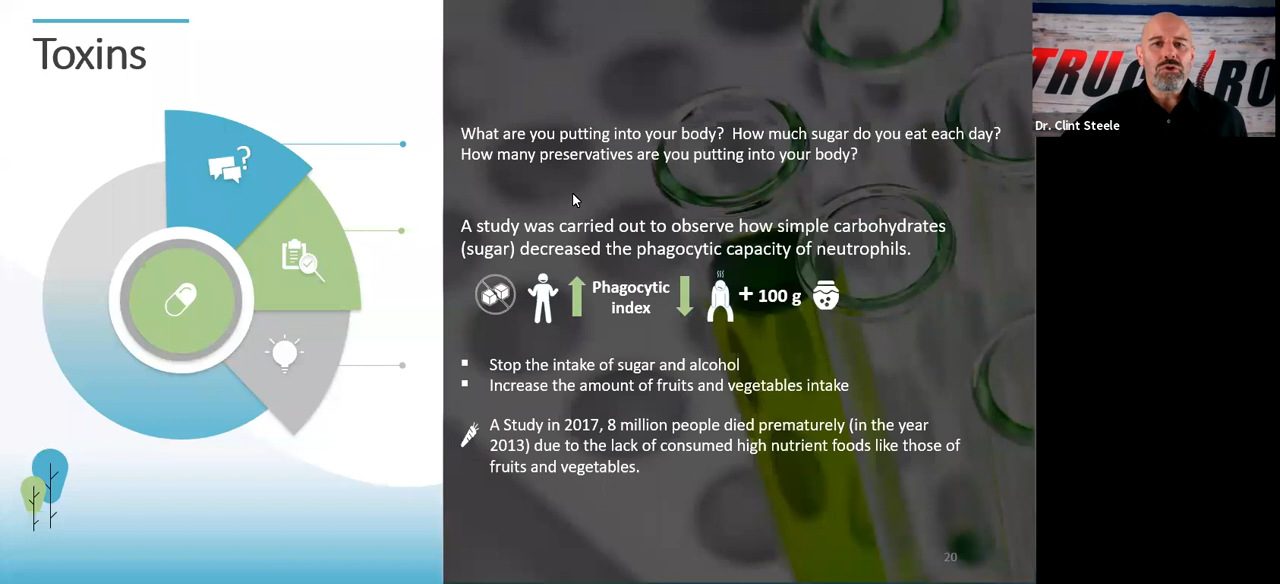 Toxins
What are you putting into your body? How much sugar do you eat each day?
How many preservatives are you putting into your body?
A study was carried out to observe how simple carbohydrates
(sugar) decreased the phagocytic capacity of neutrophils.
Phagocytic
index
+ 100 g
▪ Stop the intake of sugar and alcohol
▪ Increase the amount of fruits and vegetables intake
A Study in 2017, 8 million people died prematurely (in the year
2013) due to the lack of consumed high nutrient foods like those of
fruits and vegetables.
20
Dr. Clint Steele